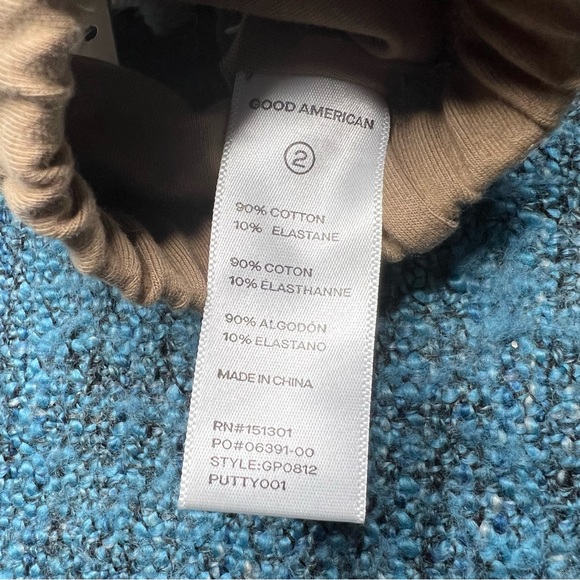 GOOD AMERICAN
2
90% COTTON
10% ELASTANE
90% COTON
10% ÉLASTHANNE
90% ALGODÓN
10% ELASTANO
MADE IN CHINA
RN#151301
PO#06391-00
STYLE:GP0812
PUTTY001